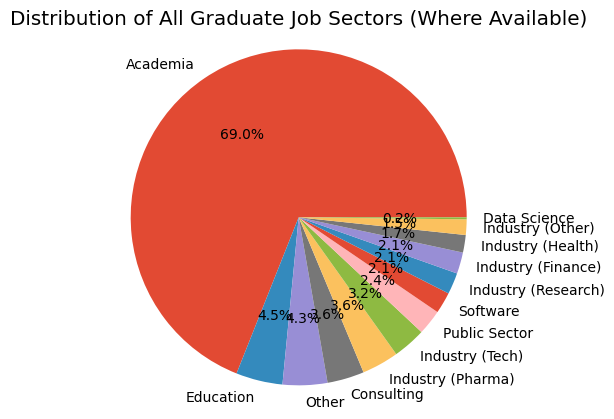 Distribution of All Graduate Job Sectors (Where Available)
Academia
69.0%
0.2%
Data Science
1.5%
Industry (Other)
1.7%
Industry (Health)
2.1%
Industry (Finance)
2.1%
Industry (Research)
2.1%
Software
2.4%
Public Sector
3.2%
Industry (Tech)
3.6%
Industry (Pharma)
3.6%
Consulting
4.3%
Other
4.5%
Education